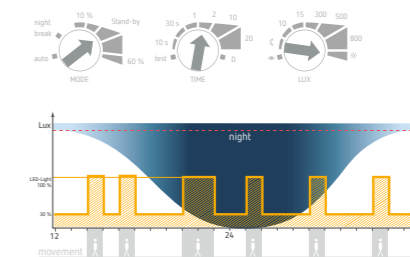 10 %
night
Stand-by
break
auto
60 %
MODE
1
2
10
30 s
20
10 s
test
D
TIME
15
300
500
10
800
LUX
Lux
night
LED-Light
100 %
30 %
12
24
movement